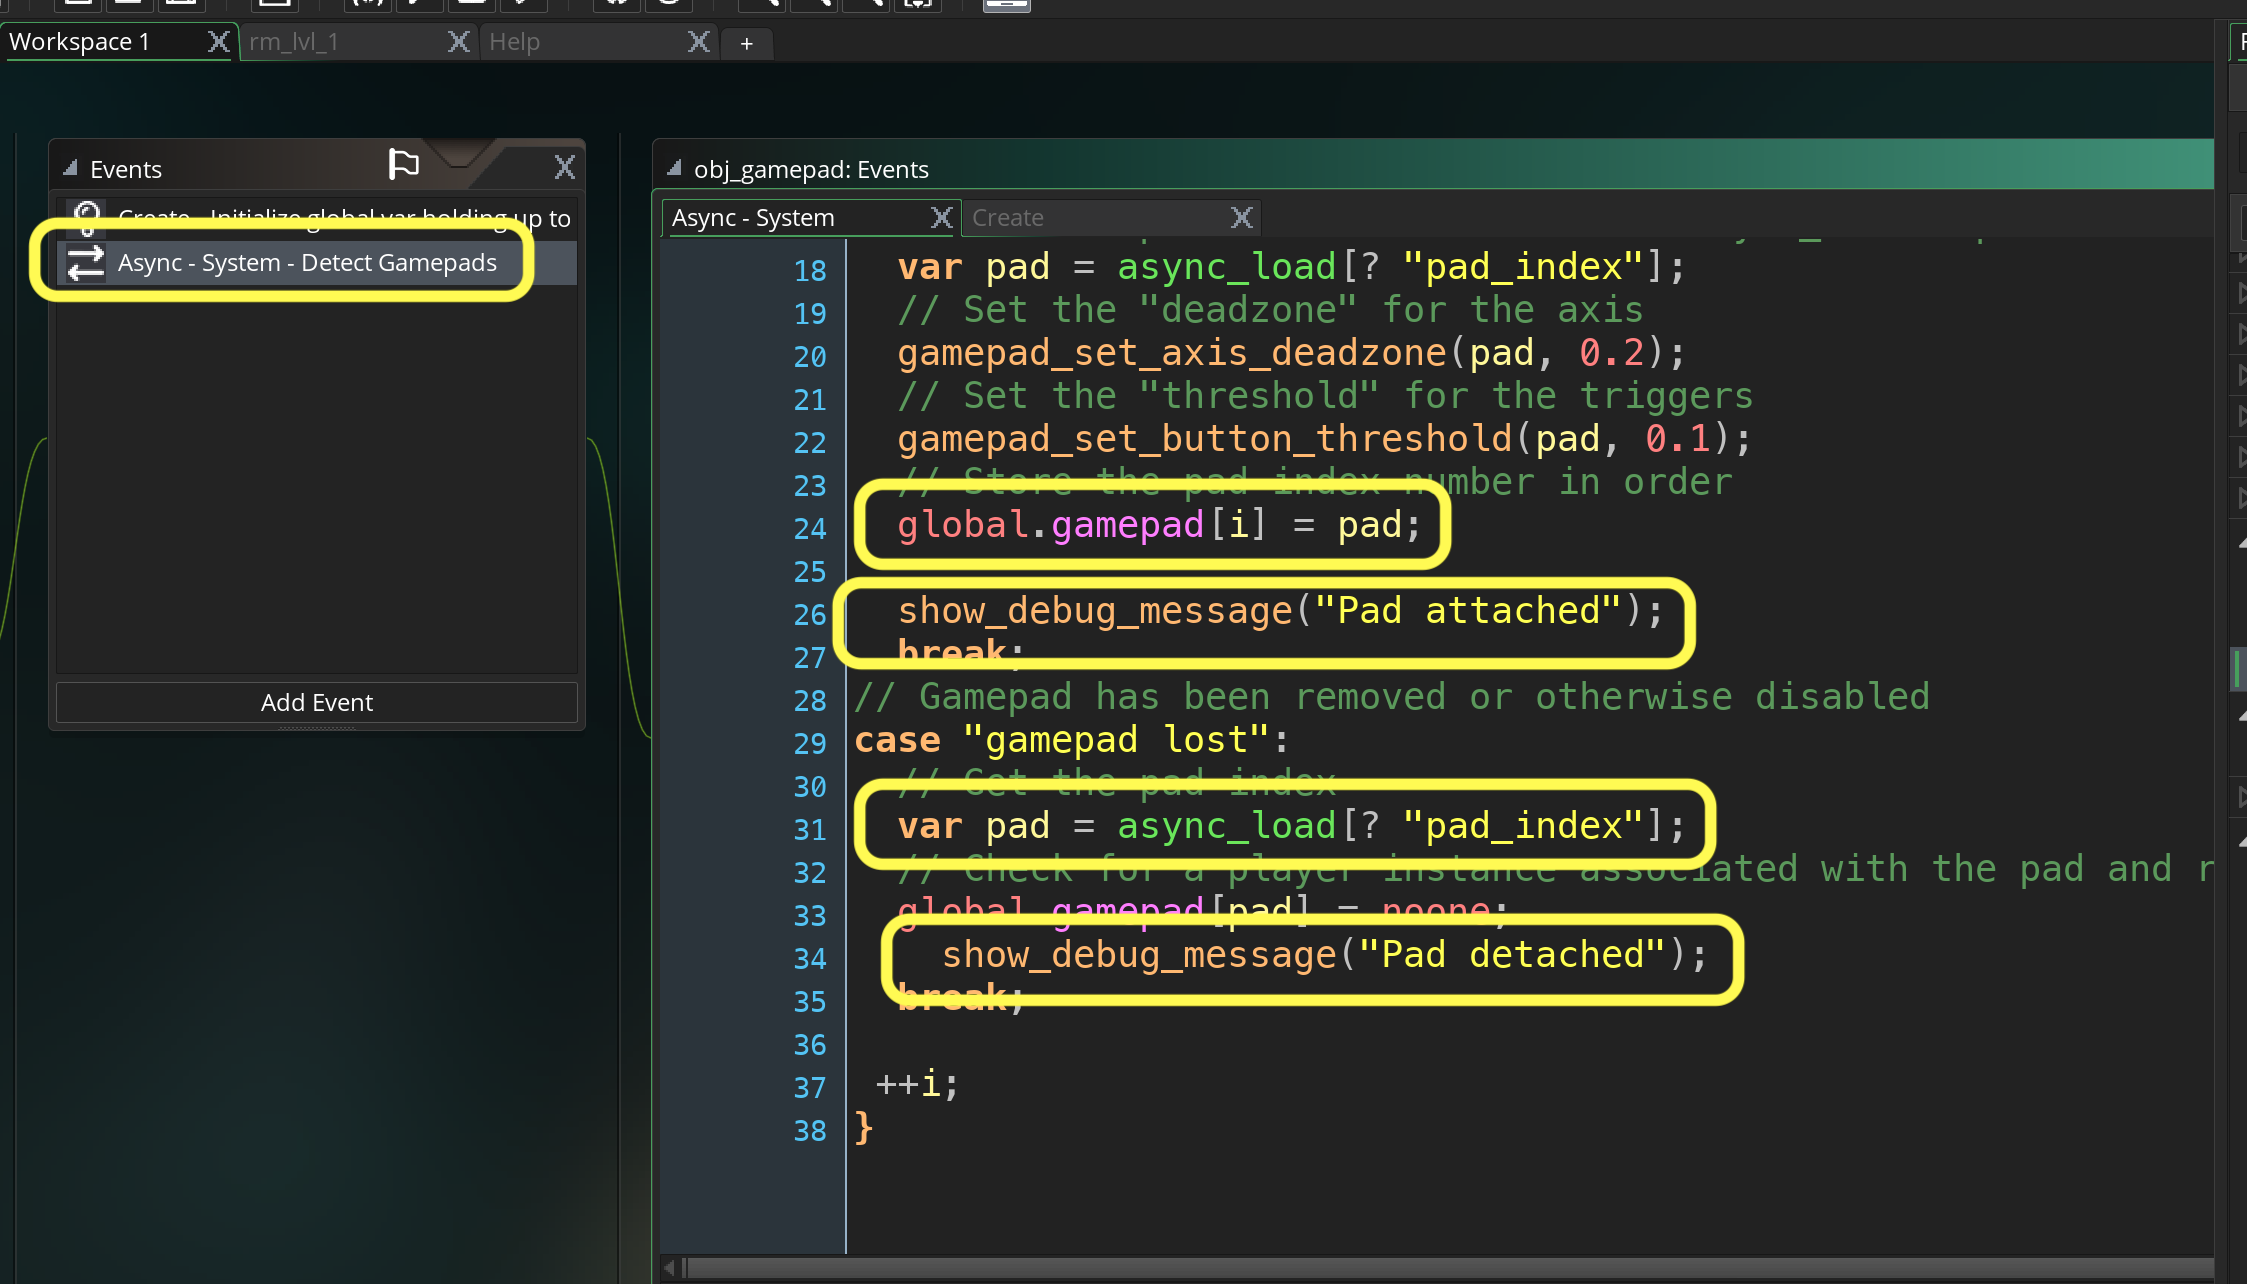 Workspace 1
rm_lvl_1
Help
+
Events
Create - Initialize global var holding up to
Async - System - Detect Gamepads
Add Event
obj_gamepad: Events
Async - System
Create
18 var pad = async_load[? "pad_index"];
19 // Set the "deadzone" for the axis
20 gamepad_set_axis_deadzone(pad, 0.2);
21 // Set the "threshold" for the triggers
22 gamepad_set_button_threshold(pad, 0.1);
23 // Store the pad index number in order
24 global.gamepad[i] = pad;
25
26 show_debug_message("Pad attached");
27 break;
28 // Gamepad has been removed or otherwise disabled
29 case "gamepad lost":
30 // Get the pad index
31 var pad = async_load[? "pad_index"];
32 // Check for a player instance associated with the pad and r
33 global.gamepad[pad] = noone;
34 show_debug_message("Pad detached");
35 break;
36
37 ++i;
38 }